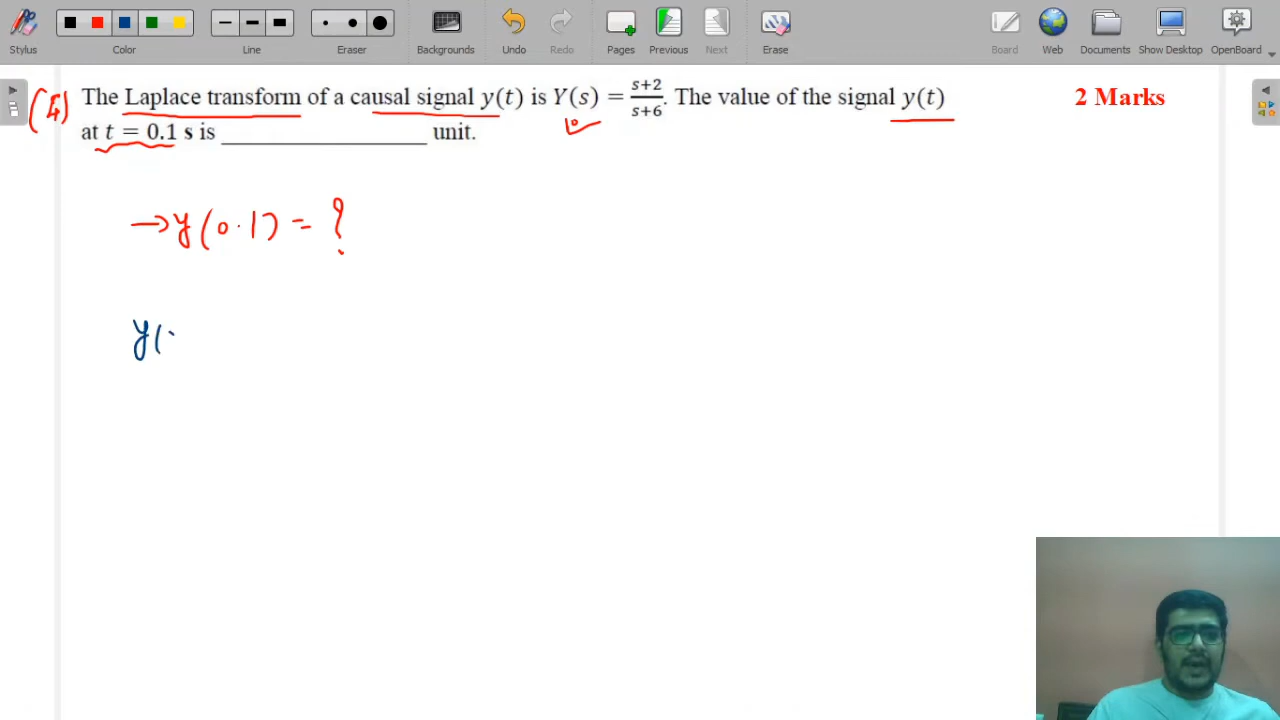 Stylus Color Line Eraser Backgrounds Undo Redo Pages Previous Next Erase Board Web Documents Show Desktop OpenBoard
(4) The Laplace transform of a causal signal y(t) is Y(s) = \frac{s+2}{s+6}. The value of the signal y(t) 2 Marks
at t = 0.1 s is ____________ unit.
→ y(0.1) = ?
y(